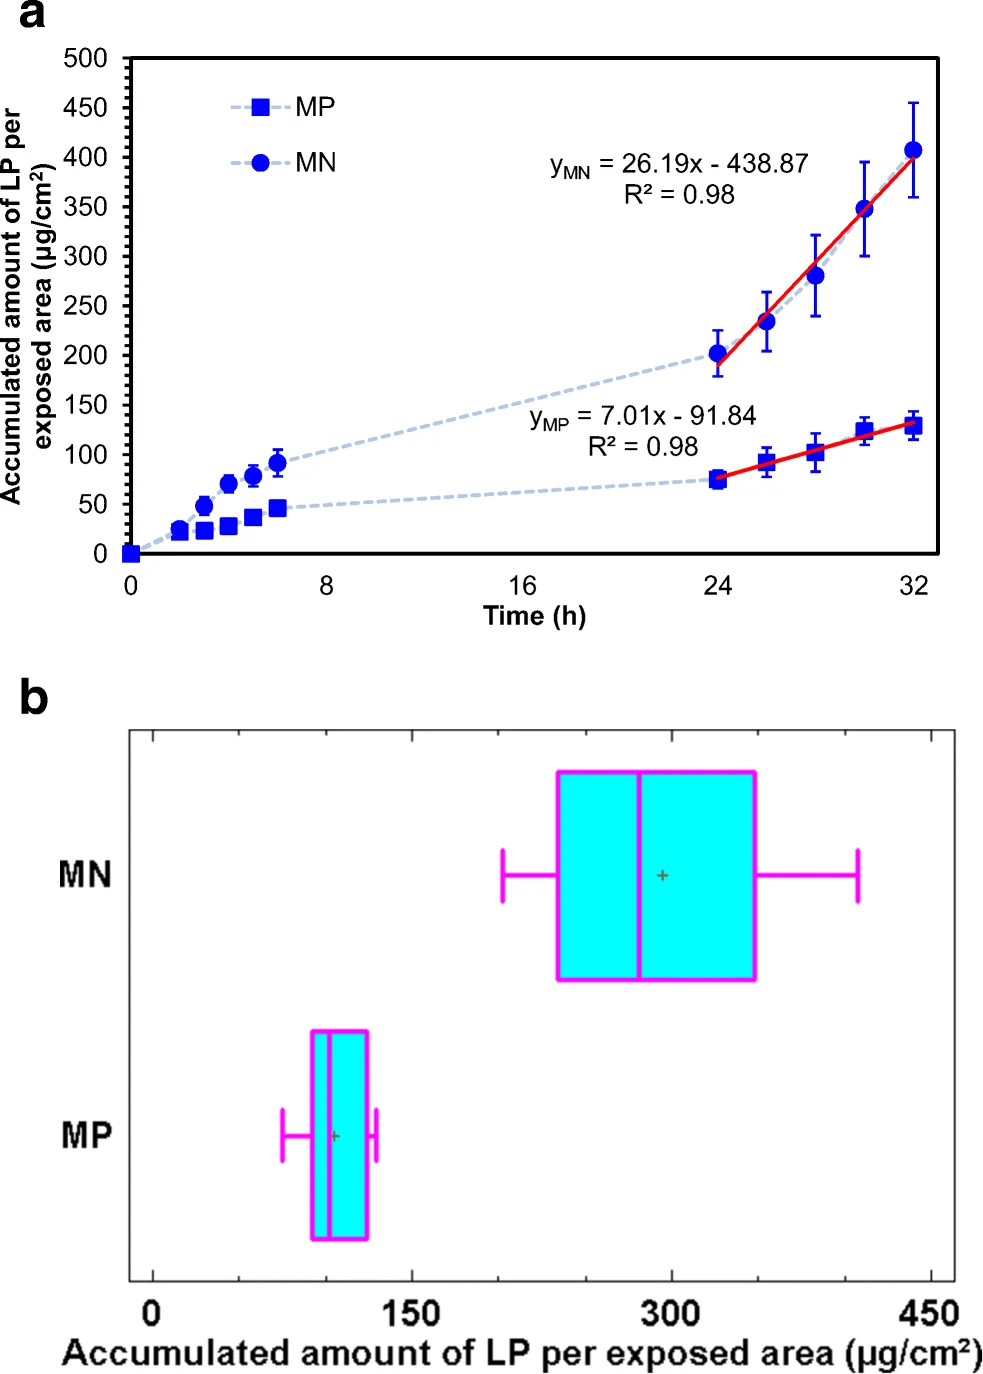 a
500
450
400
350
300
250
200
150
100
50
0
Accumulated amount of LP per
exposed area (µg/cm²)
MP
MN
yMN = 26.19x - 438.87
R² = 0.98
yMP = 7.01x - 91.84
R² = 0.98
0 8 16 24 32
Time (h)
b
MN
MP
0 150 300 450
Accumulated amount of LP per exposed area (µg/cm²)